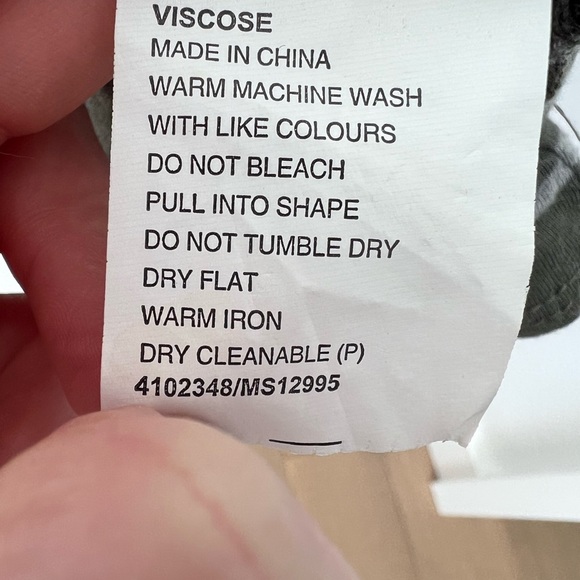 VISCOSE
MADE IN CHINA
WARM MACHINE WASH
WITH LIKE COLOURS
DO NOT BLEACH
PULL INTO SHAPE
DO NOT TUMBLE DRY
DRY FLAT
WARM IRON
DRY CLEANABLE (P)
4102348/MS12995